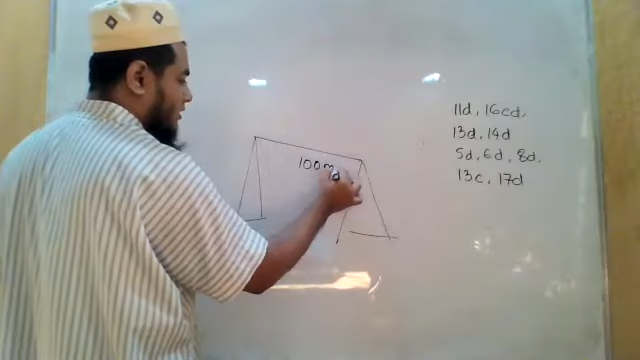 100m
11d, 16cd,
13d, 14d
5d, 6d, 8d,
13c, 17d